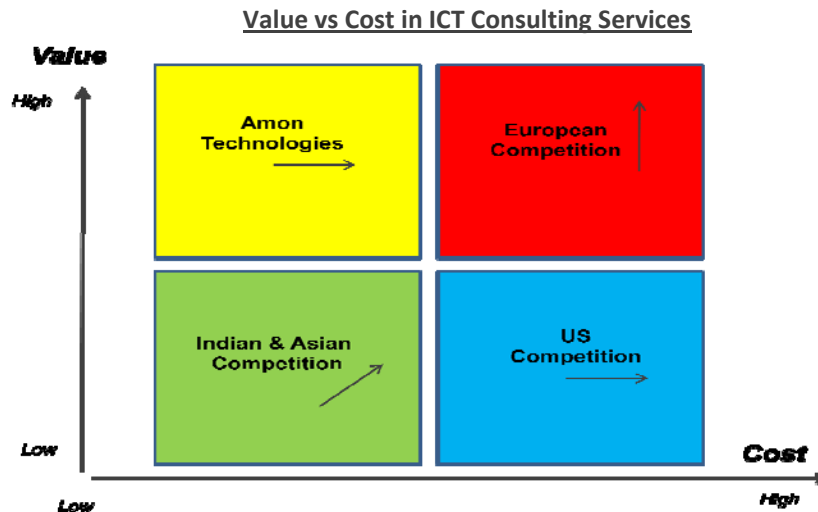 Value vs Cost in ICT Consulting Services
Value
High
Amon
Technologies
European
Competition
Indian & Asian
Competition
US
Competition
Low
Cost
Low
High